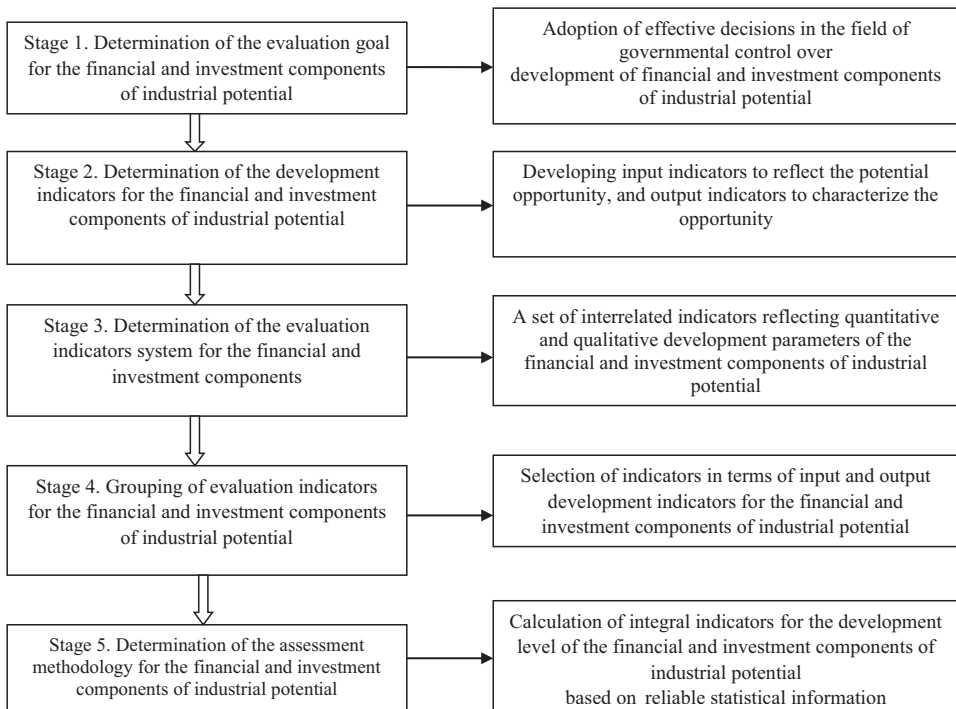 Stage 1. Determination of the evaluation goal
for the financial and investment components
of industrial potential
Adoption of effective decisions in the field of
governmental control over
development of financial and investment components
of industrial potential
Stage 2. Determination of the development
indicators for the financial and investment
components of industrial potential
Developing input indicators to reflect the potential
opportunity, and output indicators to characterize the
opportunity
Stage 3. Determination of the evaluation
indicators system for the financial and
investment components
A set of interrelated indicators reflecting quantitative
and qualitative development parameters of the
financial and investment components of industrial
potential
Stage 4. Grouping of evaluation indicators
for the financial and investment components
of industrial potential
Selection of indicators in terms of input and output
development indicators for the financial and
investment components of industrial potential
Stage 5. Determination of the assessment
methodology for the financial and investment
components of industrial potential
Calculation of integral indicators for the development
level of the financial and investment components of
industrial potential
based on reliable statistical information